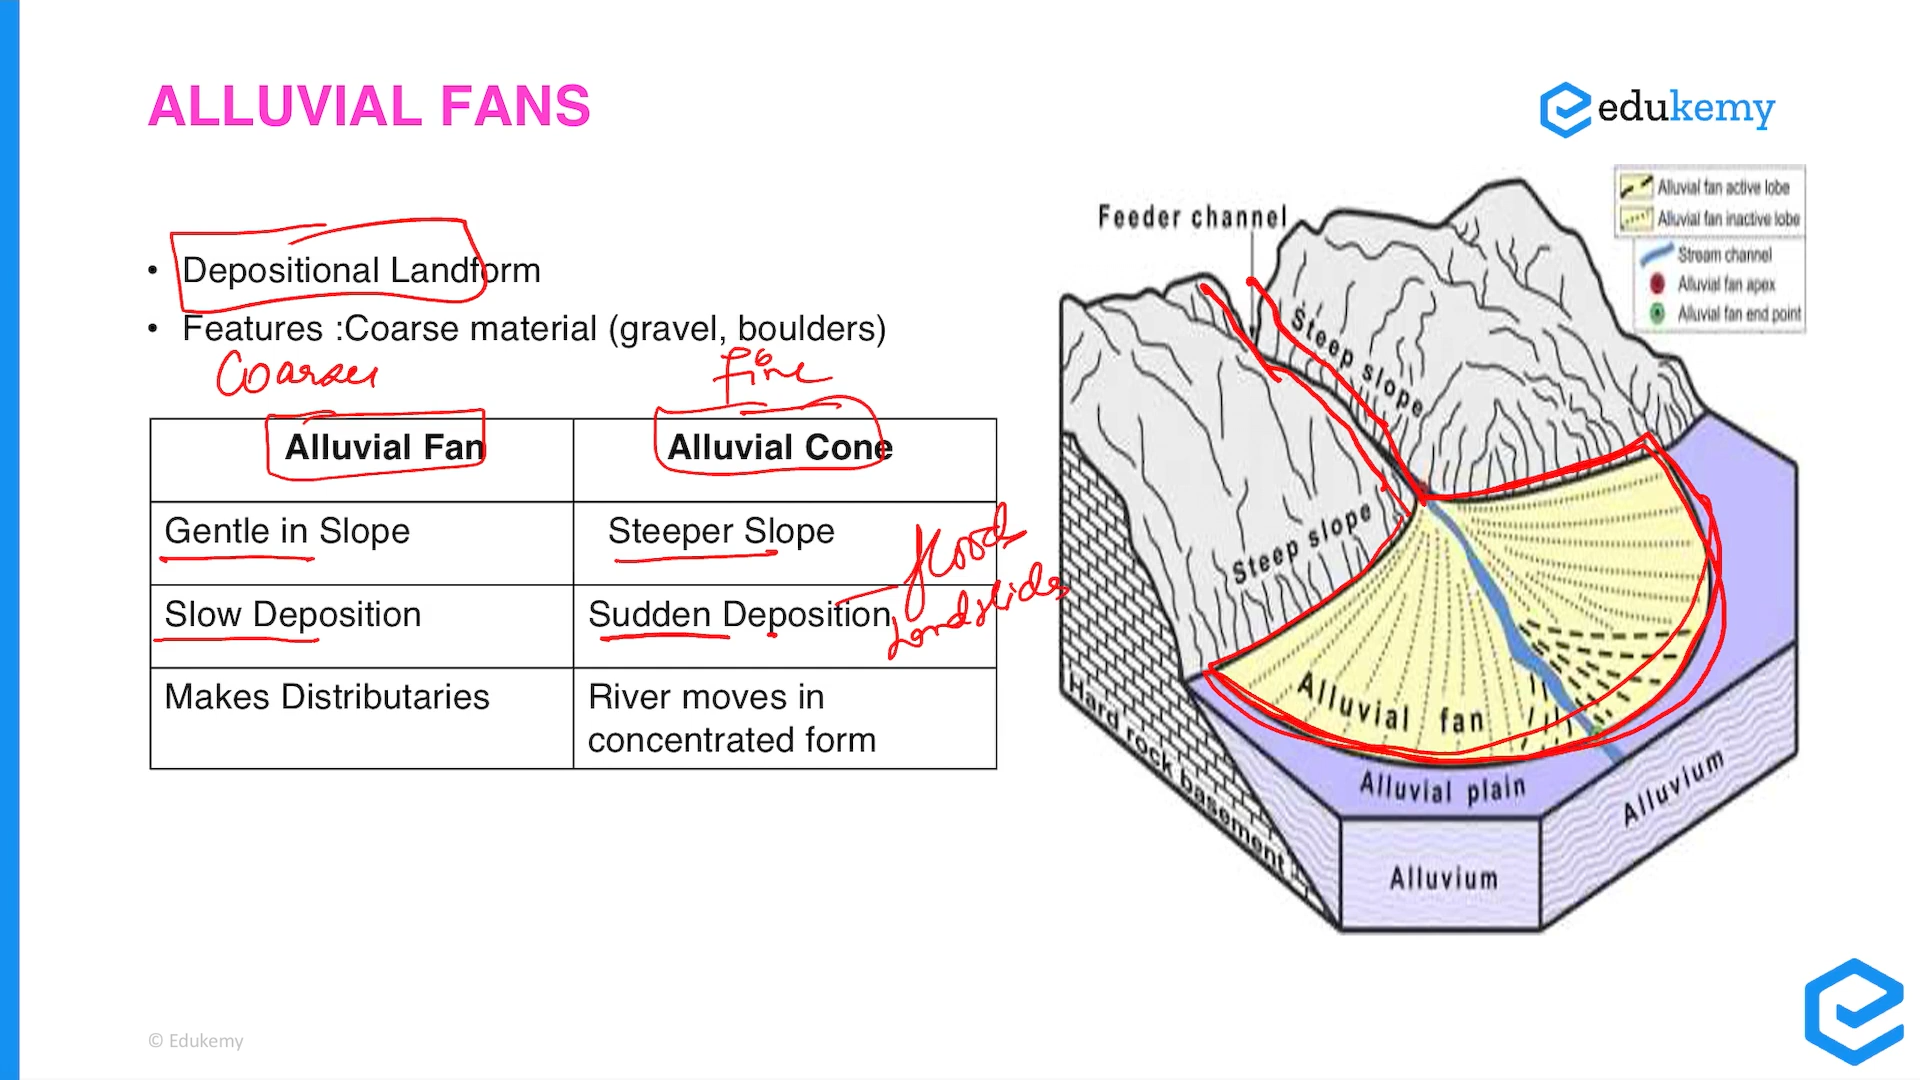 ALLUVIAL FANS
edukemy
• Depositional Landform
• Features :Coarse material (gravel, boulders)
Coarser
Fine
Alluvial Fan
Alluvial Cone
Gentle in Slope
Steeper Slope
Slow Deposition
Sudden Deposition
floods
Landslides
Makes Distributaries
River moves in
concentrated form
Feeder channel
Alluvial fan active lobe
Alluvial fan inactive lobe
Stream channel
Alluvial fan apex
Alluvial fan end point
Steep slope
Steep slope
Alluvial fan
Alluvial plain
Hard rock basement
Alluvium
Alluvium
© Edukemy